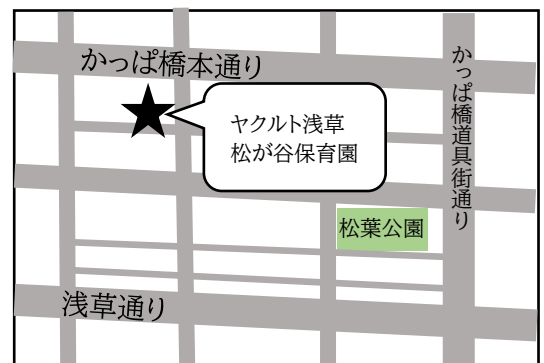 かっぱ橋本通り
かっぱ橋道具街通り
ヤクルト浅草
松が谷保育園
松葉公園
浅草通り